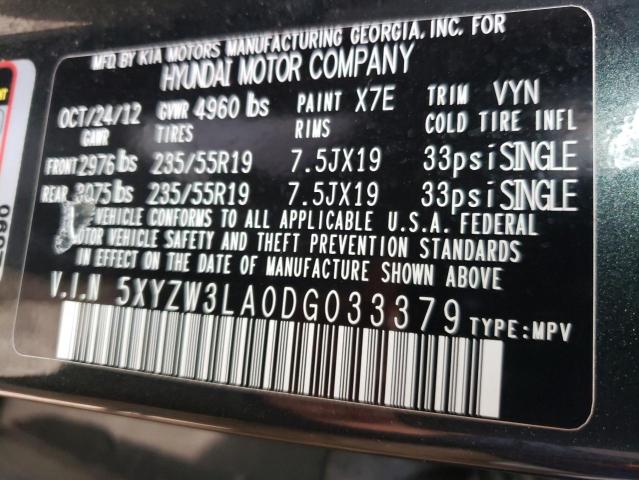 MFD BY KIA MOTORS MANUFACTURING GEORGIA, INC. FOR
HYUNDAI MOTOR COMPANY
OCT/24/12 GVWR 4960 lbs PAINT X7E TRIM VYN
GAWR TIRES RIMS COLD TIRE INFL
FRONT 2976 lbs 235/55R19 7.5JX19 33psi SINGLE
REAR 3075 lbs 235/55R19 7.5JX19 33psi SINGLE
VEHICLE CONFORMS TO ALL APPLICABLE U.S.A. FEDERAL
MOTOR VEHICLE SAFETY AND THEFT PREVENTION STANDARDS
IN EFFECT ON THE DATE OF MANUFACTURE SHOWN ABOVE
V.I.N 5XYZW3LA0DG033379 TYPE:MPV